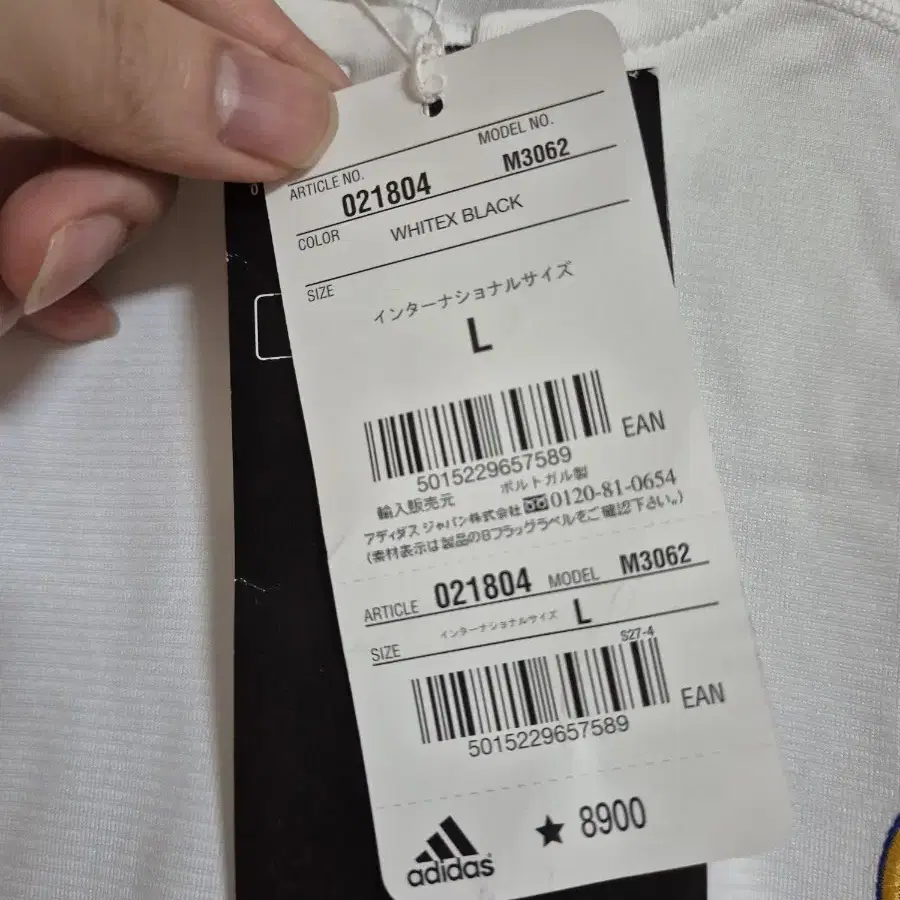 MODEL NO.
ARTICLE NO.
M3062
021804
COLOR
WHITEX BLACK
SIZE
インターナショナルサイズ
L
EAN
5015229657589
輸入販売元 ポルトガル製
アディダス ジャパン株式会社 0120-81-0654
(素材表示は製品のBフラッグラベルをご確認下さい。)
ARTICLE 021804 MODEL M3062
SIZE インターナショナルサイズ L
S27-4
EAN
5015229657589
adidas ★ 8900